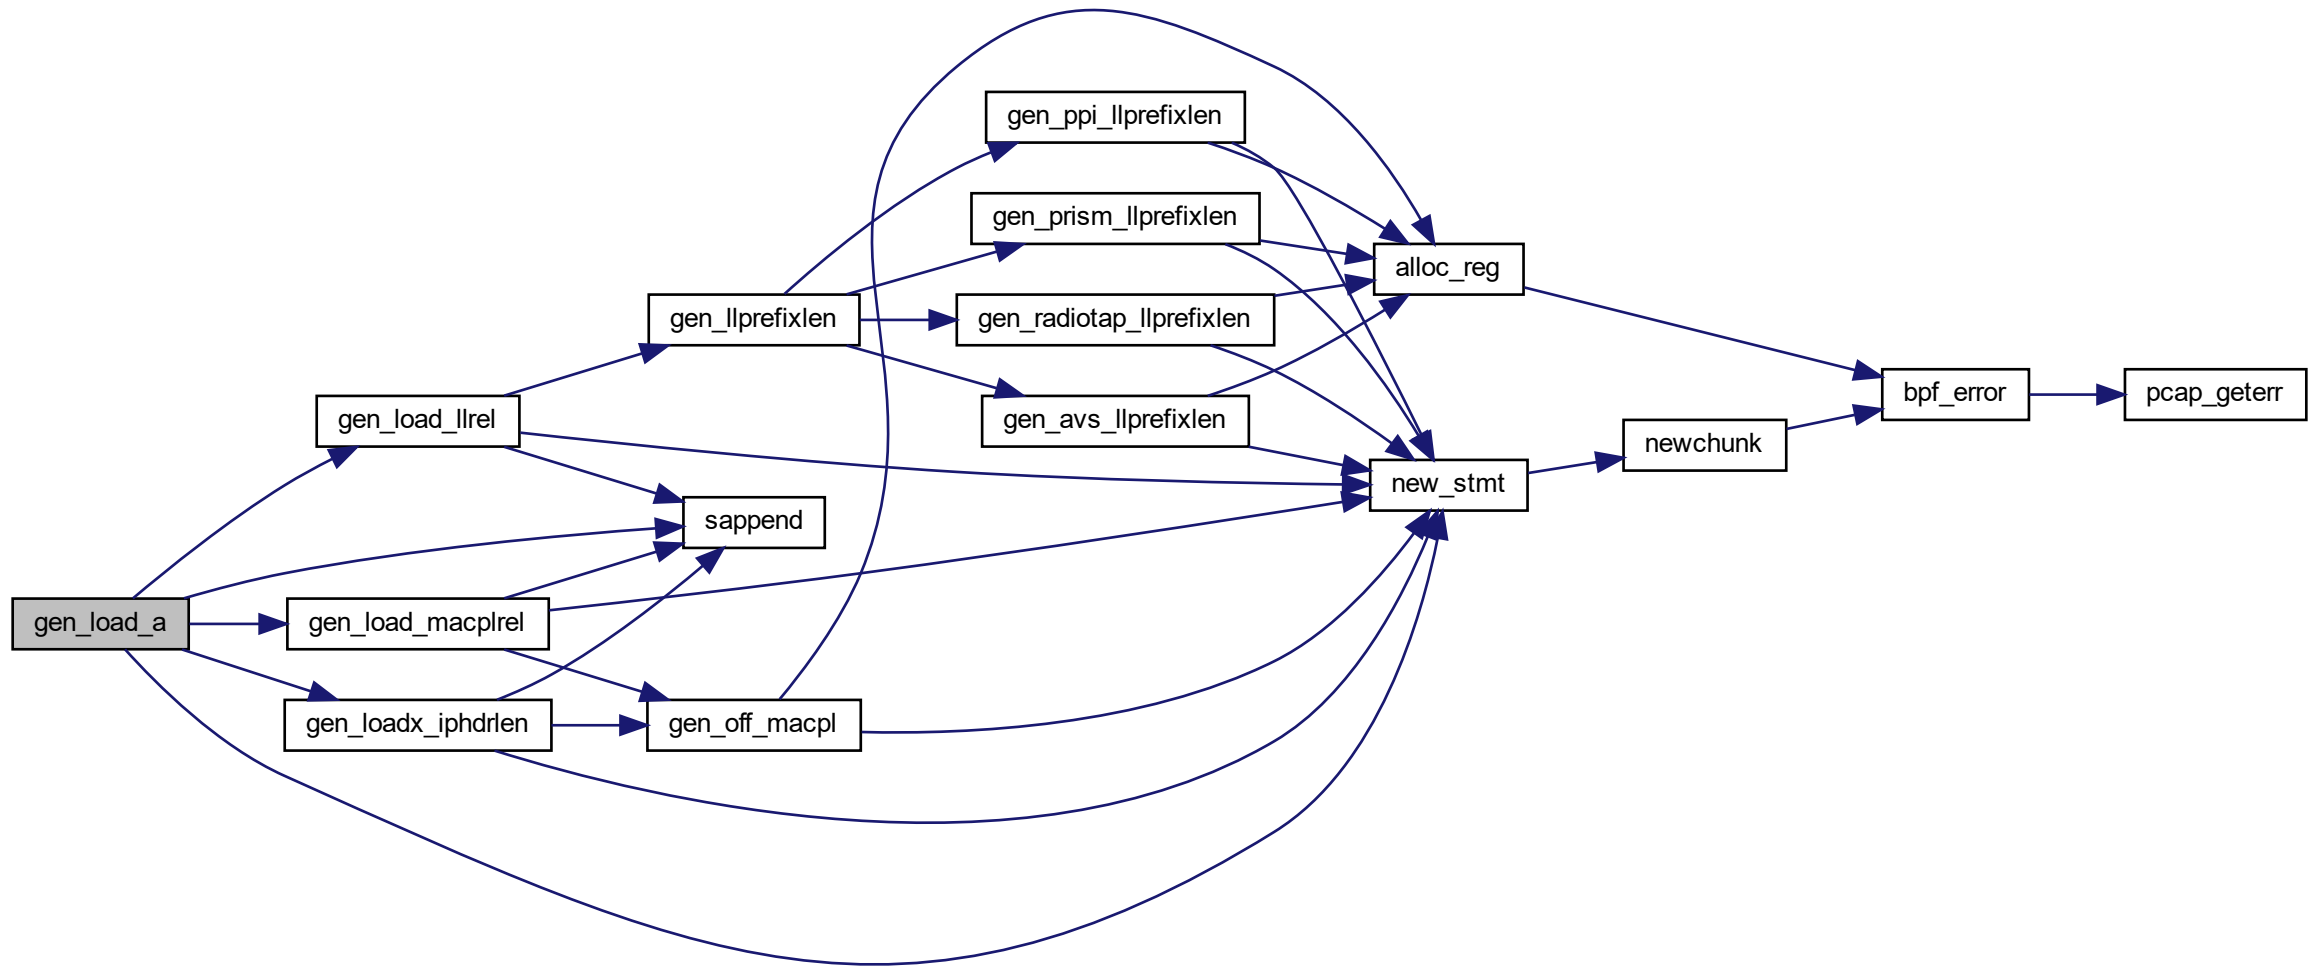 gen_ppi_llprefixlen
gen_prism_llprefixlen
alloc_reg
gen_llprefixlen
gen_radiotap_llprefixlen
bpf_error
pcap_geterr
gen_load_llrel
gen_avs_llprefixlen
newchunk
new_stmt
sappend
gen_load_a
gen_load_macplrel
gen_loadx_iphdrlen
gen_off_macpl